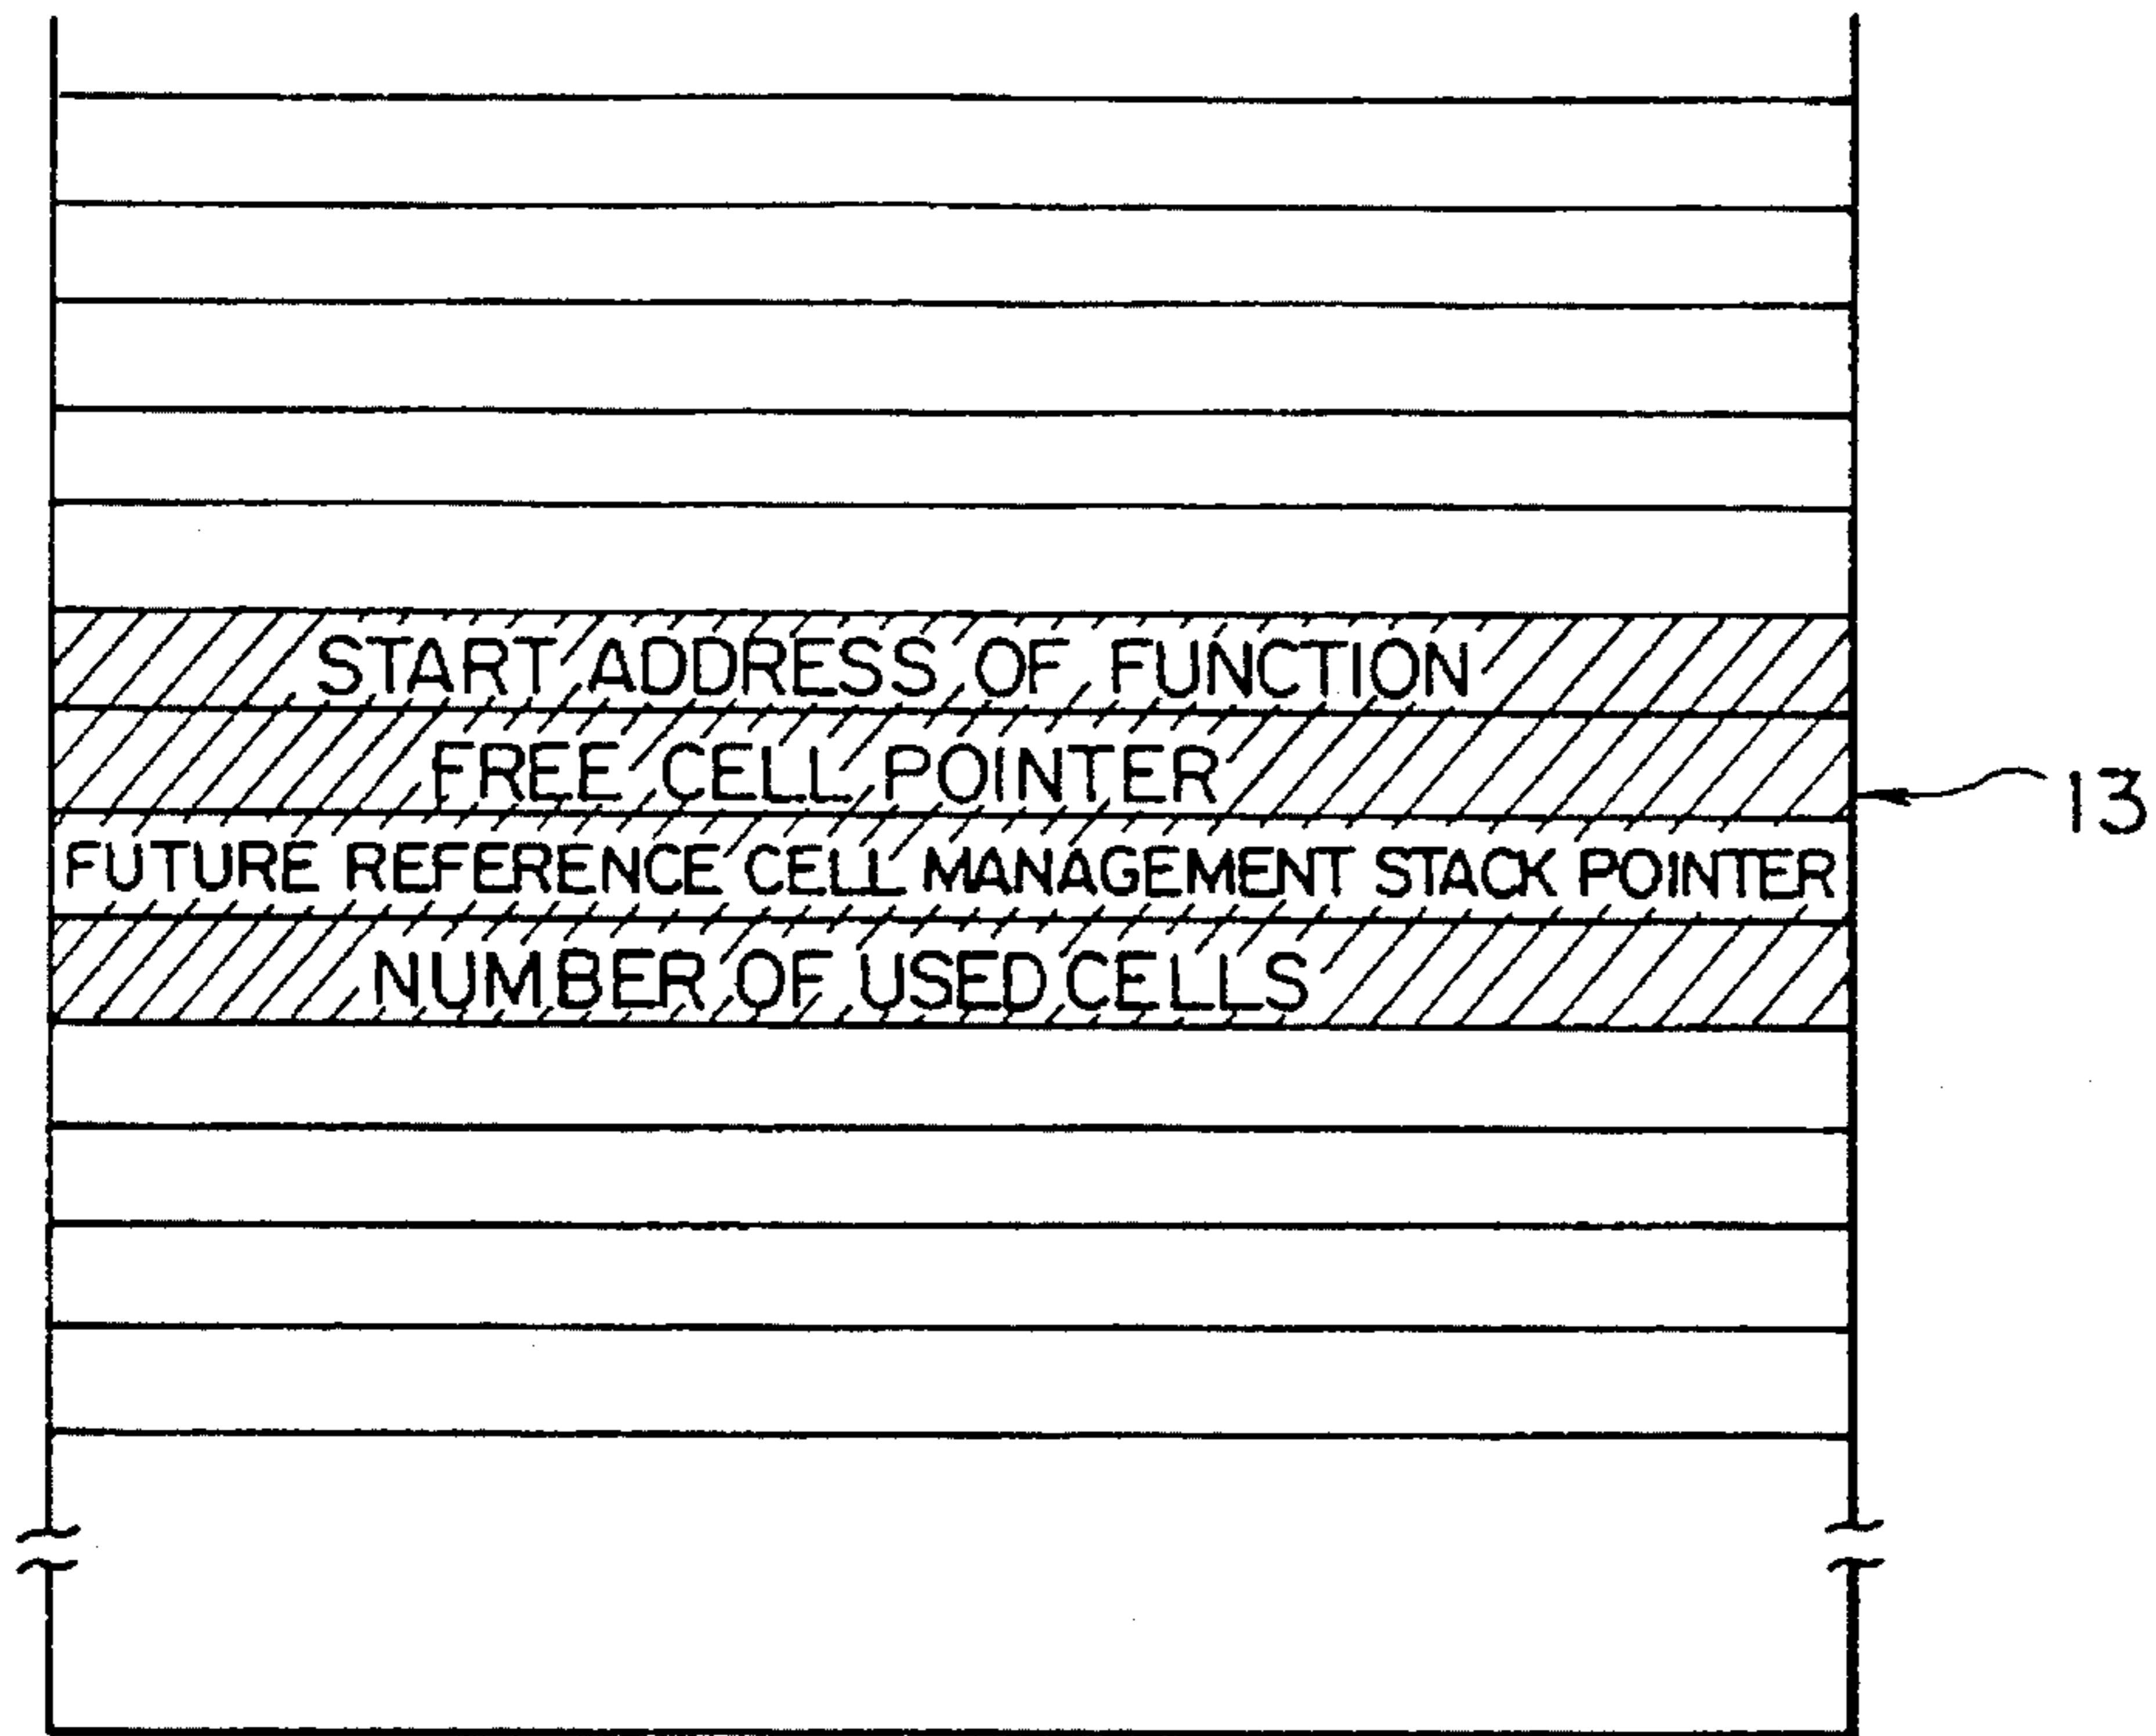 START ADDRESS OF FUNCTION
FREE CELL POINTER
13
FUTURE REFERENCE CELL MANAGEMENT STACK POINTER
NUMBER OF USED CELLS